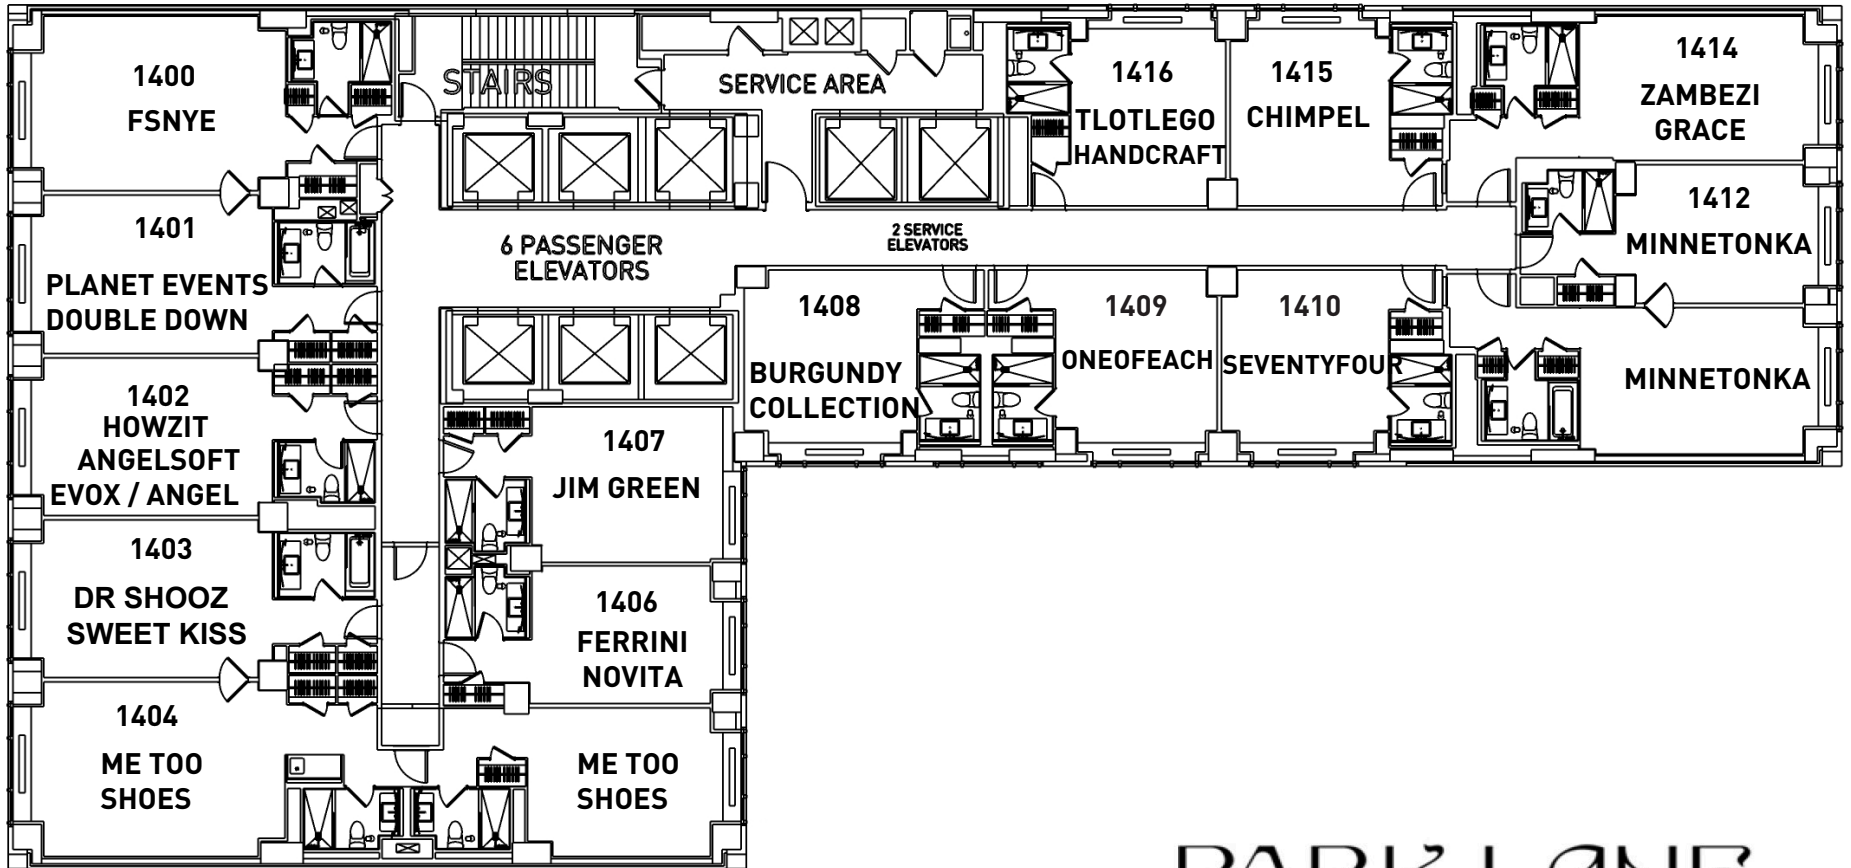 1400
FSNYE
STAIRS
SERVICE AREA
1416
TLOTLEGO
HANDCRAFT
1415
CHIMPEL
1414
ZAMBEZI
GRACE
1401
PLANET EVENTS
DOUBLE DOWN
6 PASSENGER
ELEVATORS
2 SERVICE
ELEVATORS
1412
MINNETONKA
1408
BURGUNDY
COLLECTION
1409
ONEOFEACH
1410
SEVENTYFOUR
MINNETONKA
1402
HOWZIT
ANGELSOFT
EVOX / ANGEL
1407
JIM GREEN
1403
DR SHOOZ
SWEET KISS
1406
FERRINI
NOVITA
1404
ME TOO
SHOES
ME TOO
SHOES
PARK LANE